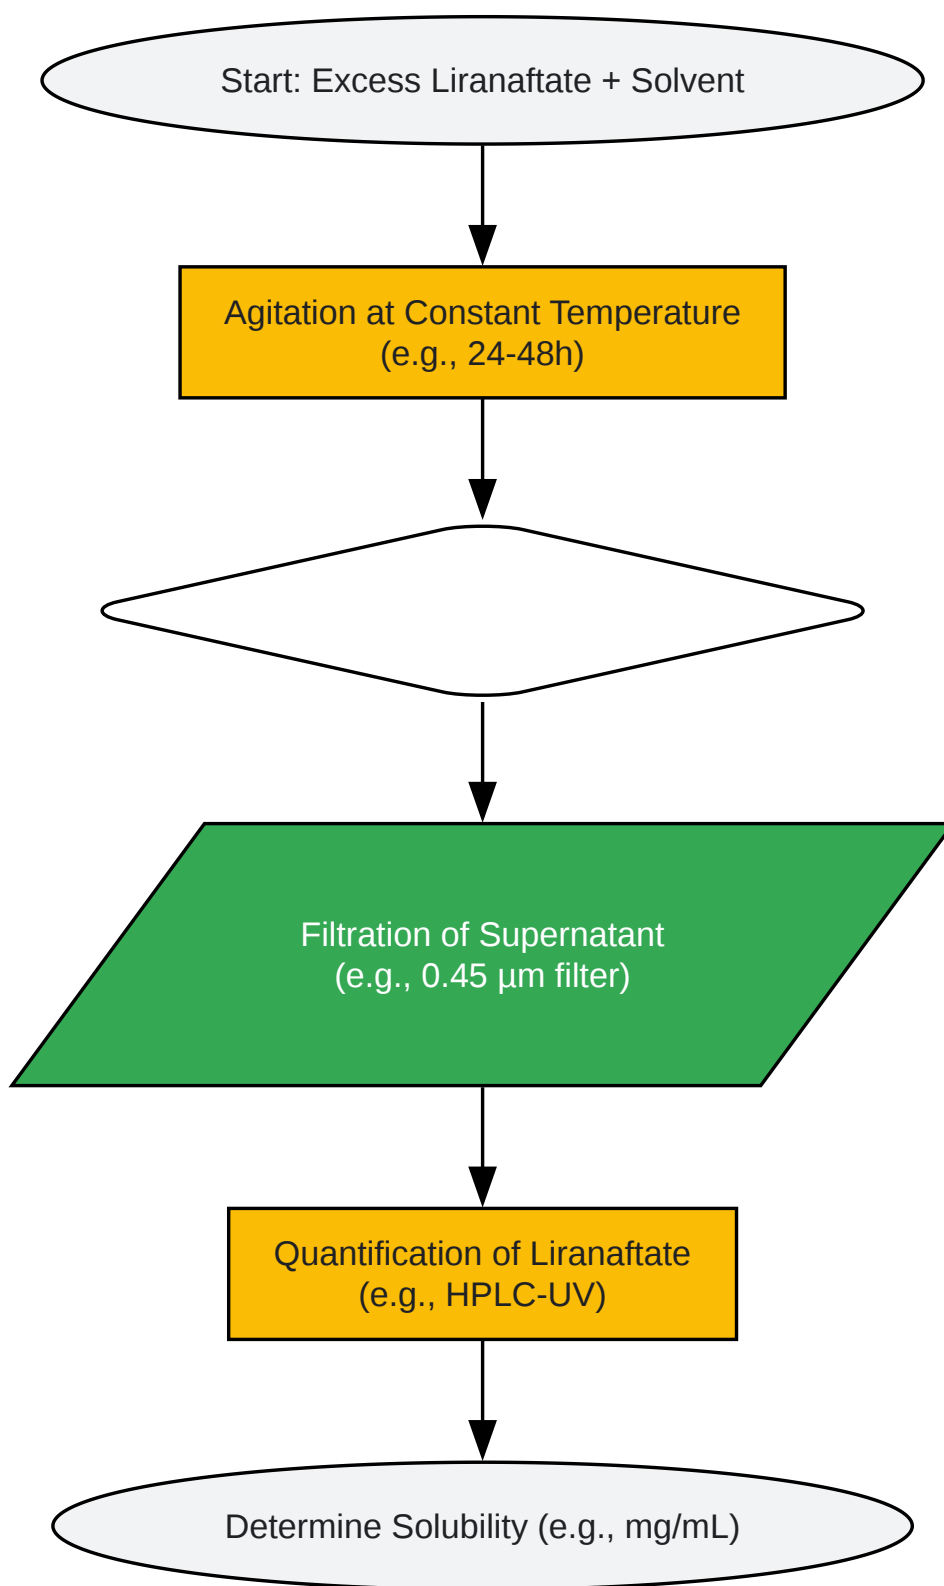 Start: Excess Liranaftate + Solvent
Agitation at Constant Temperature
(e.g., 24-48h)
Filtration of Supernatant
(e.g., 0.45 µm filter)
Quantification of Liranaftate
(e.g., HPLC-UV)
Determine Solubility (e.g., mg/mL)